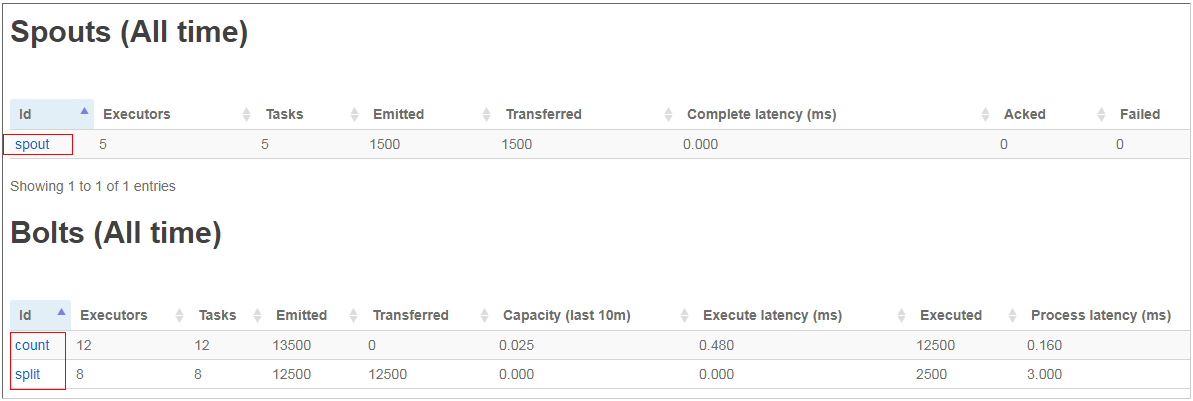 Spouts (All time)
Id Executors Tasks Emitted Transferred Complete latency (ms) Acked Failed
spout 5 5 1500 1500 0.000 0 0
Showing 1 to 1 of 1 entries
Bolts (All time)
Id Executors Tasks Emitted Transferred Capacity (last 10m) Execute latency (ms) Executed Process latency (ms)
count 12 12 13500 0 0.025 0.480 12500 0.160
split 8 8 12500 12500 0.000 0.000 2500 3.000